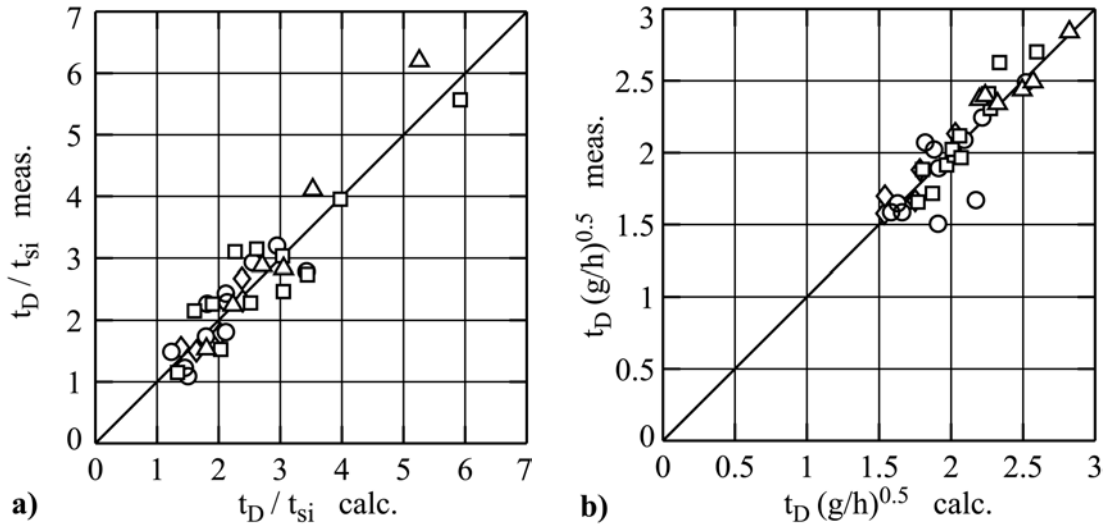 7
6
5
4
3
2
1
0
t_D / t_si meas.
0 1 2 3 4 5 6 7
a) t_D / t_si calc.
3
2.5
2
1.5
1
0.5
0
t_D (g/h)^0.5 meas.
0 0.5 1 1.5 2 2.5 3
b) t_D (g/h)^0.5 calc.